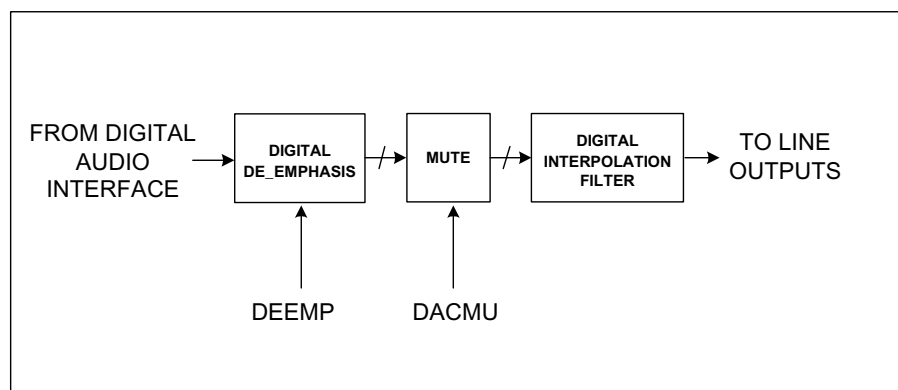 FROM DIGITAL
AUDIO
INTERFACE
DIGITAL
DE_EMPHASIS
MUTE
DIGITAL
INTERPOLATION
FILTER
TO LINE
OUTPUTS
DEEMP
DACMU